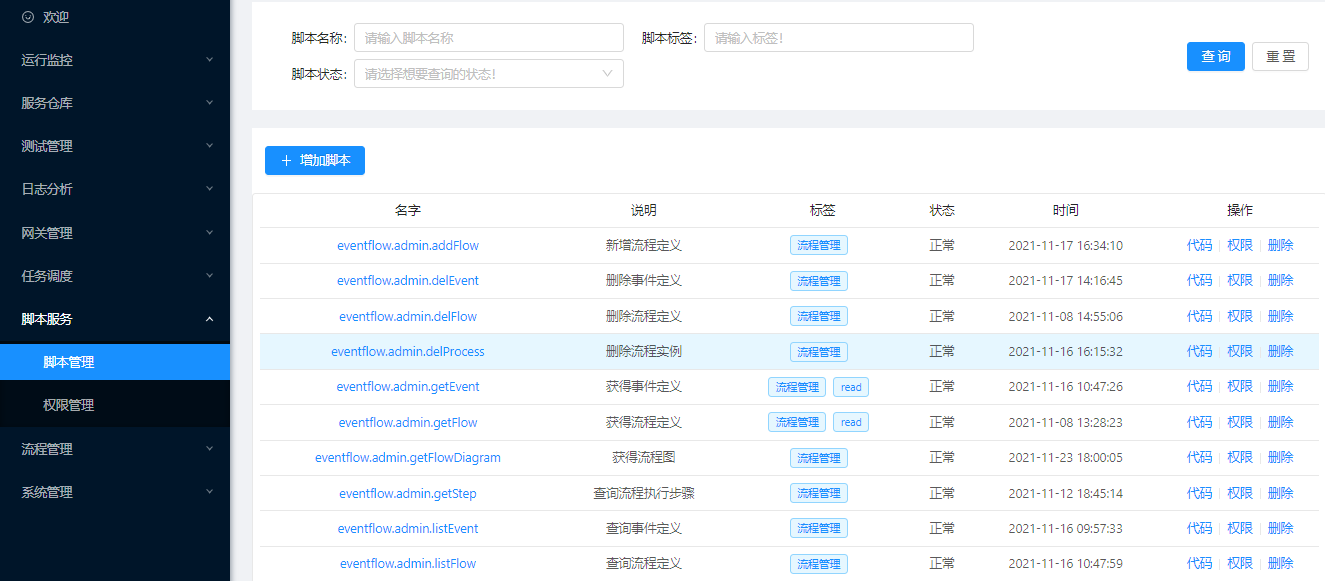 欢迎
运行监控
服务仓库
测试管理
日志分析
网关管理
任务调度
脚本服务
脚本管理
权限管理
流程管理
系统管理
脚本名称: 请输入脚本名称 脚本标签: 请输入标签!
脚本状态: 请选择想要查询的状态!
查 询 重 置
+ 增加脚本
名字 说明 标签 状态 时间 操作
eventflow.admin.addFlow 新增流程定义 流程管理 正常 2021-11-17 16:34:10 代码 权限 删除
eventflow.admin.delEvent 删除事件定义 流程管理 正常 2021-11-17 14:16:45 代码 权限 删除
eventflow.admin.delFlow 删除流程定义 流程管理 正常 2021-11-08 14:55:06 代码 权限 删除
eventflow.admin.delProcess 删除流程实例 流程管理 正常 2021-11-16 16:15:32 代码 权限 删除
eventflow.admin.getEvent 获得事件定义 流程管理 read 正常 2021-11-16 10:47:26 代码 权限 删除
eventflow.admin.getFlow 获得流程定义 流程管理 read 正常 2021-11-08 13:28:23 代码 权限 删除
eventflow.admin.getFlowDiagram 获得流程图 流程管理 正常 2021-11-23 18:00:05 代码 权限 删除
eventflow.admin.getStep 查询流程执行步骤 流程管理 正常 2021-11-12 18:45:14 代码 权限 删除
eventflow.admin.listEvent 查询事件定义 流程管理 正常 2021-11-16 09:57:33 代码 权限 删除
eventflow.admin.listFlow 查询流程定义 流程管理 正常 2021-11-16 10:47:59 代码 权限 删除